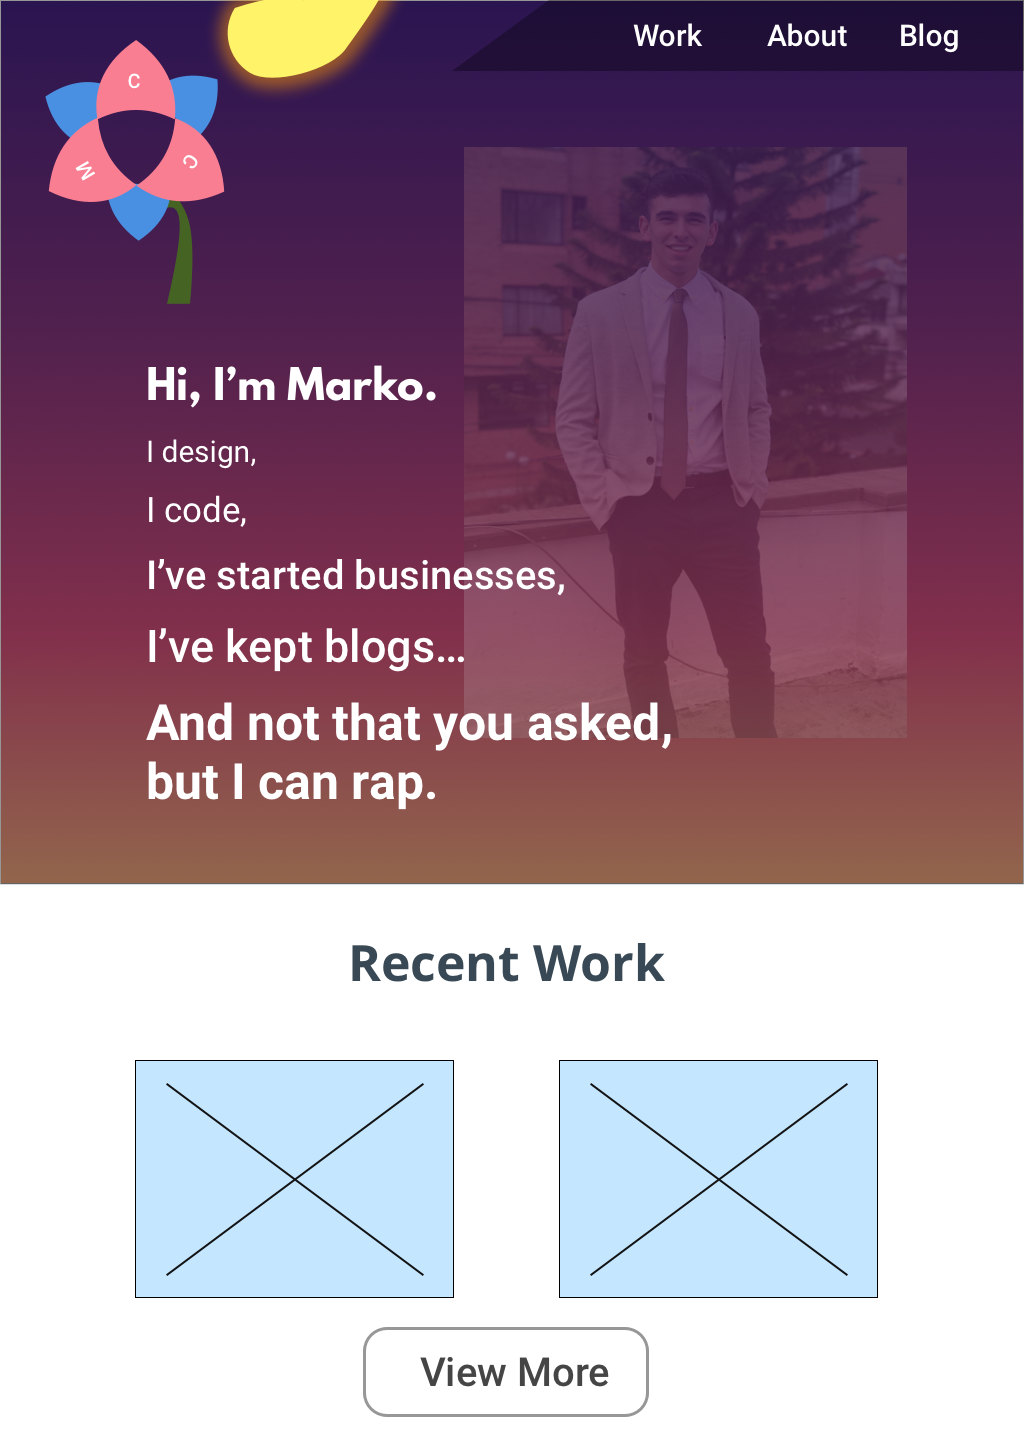 Work About Blog
C
M
C
Hi, I’m Marko.
I design,
I code,
I’ve started businesses,
I’ve kept blogs…
And not that you asked,
but I can rap.
Recent Work
View More